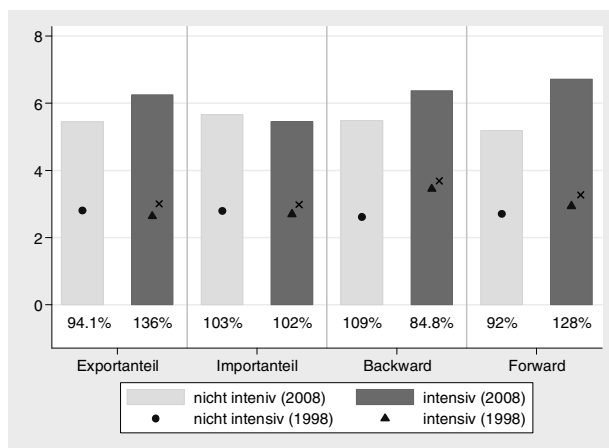 8
6
4
2
0
94.1% 136% 103% 102% 109% 84.8% 92% 128%
Exportanteil Importanteil Backward Forward
nicht inteniv (2008) intensiv (2008)
nicht intensiv (1998) intensiv (1998)